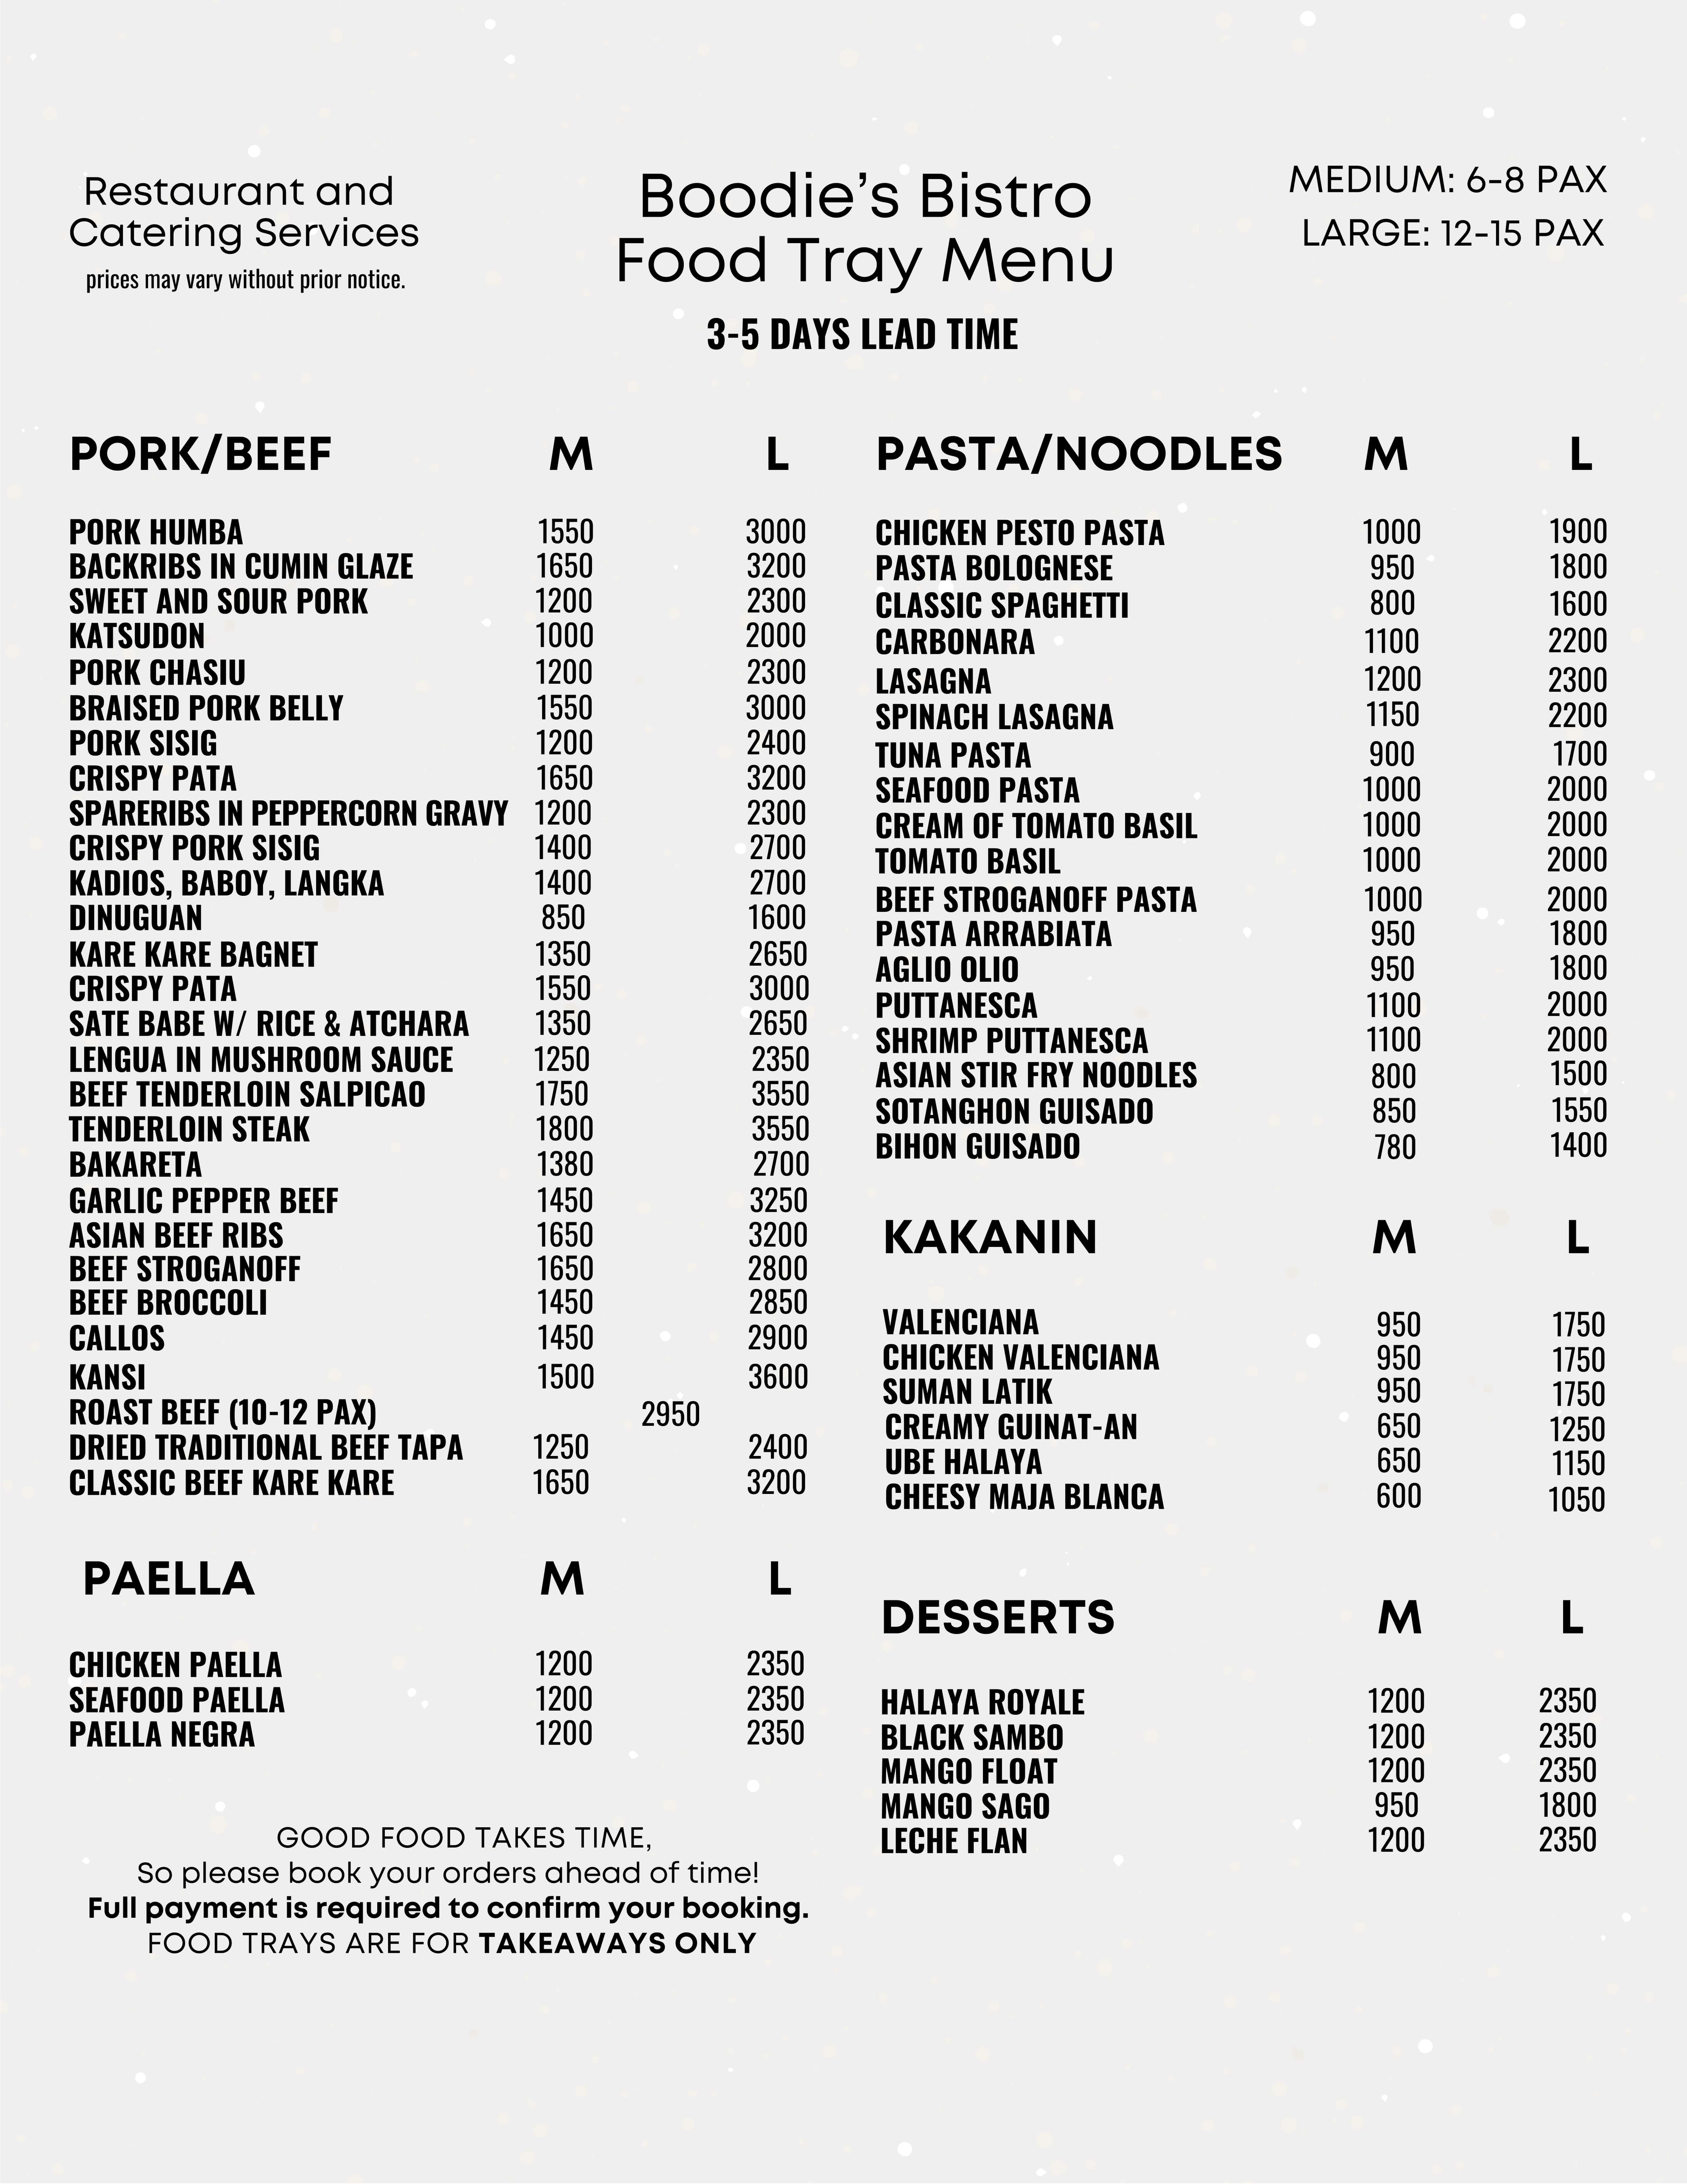 Restaurant and
Catering Services
prices may vary without prior notice.
Boodie's Bistro
Food Tray Menu
3-5 DAYS LEAD TIME
MEDIUM: 6-8 PAX
LARGE: 12-15 PAX
PORK/BEEF M L
PORK HUMBA 1550 3000
BACKRIBS IN CUMIN GLAZE 1650 3200
SWEET AND SOUR PORK 1200 2300
KATSUDON 1000 2000
PORK CHASIU 1200 2300
BRAISED PORK BELLY 1550 3000
PORK SISIG 1200 2400
CRISPY PATA 1650 3200
SPARERIBS IN PEPPERCORN GRAVY 1200 2300
CRISPY PORK SISIG 1400 2700
KADIOS, BABOY, LANGKA 1400 2700
DINUGUAN 850 1600
KARE KARE BAGNET 1350 2650
CRISPY PATA 1550 3000
SATE BABE W/ RICE & ATCHARA 1350 2650
LENGUA IN MUSHROOM SAUCE 1250 2350
BEEF TENDERLOIN SALPICAO 1750 3550
TENDERLOIN STEAK 1800 3550
BAKARETA 1380 2700
GARLIC PEPPER BEEF 1450 3250
ASIAN BEEF RIBS 1650 3200
BEEF STROGANOFF 1650 2800
BEEF BROCCOLI 1450 2850
CALLOS 1450 2900
KANSI 1500 3600
ROAST BEEF (10-12 PAX) 2950
DRIED TRADITIONAL BEEF TAPA 1250 2400
CLASSIC BEEF KARE KARE 1650 3200
PAELLA M L
CHICKEN PAELLA 1200 2350
SEAFOOD PAELLA 1200 2350
PAELLA NEGRA 1200 2350
GOOD FOOD TAKES TIME,
So please book your orders ahead of time!
Full payment is required to confirm your booking.
FOOD TRAYS ARE FOR TAKEAWAYS ONLY
PASTA/NOODLES M L
CHICKEN PESTO PASTA 1000 1900
PASTA BOLOGNESE 950 1800
CLASSIC SPAGHETTI 800 1600
CARBONARA 1100 2200
LASAGNA 1200 2300
SPINACH LASAGNA 1150 2200
TUNA PASTA 900 1700
SEAFOOD PASTA 1000 2000
CREAM OF TOMATO BASIL 1000 2000
TOMATO BASIL 1000 2000
BEEF STROGANOFF PASTA 1000 2000
PASTA ARRABIATA 950 1800
AGLIO OLIO 950 1800
PUTTANESCA 1100 2000
SHRIMP PUTTANESCA 1100 2000
ASIAN STIR FRY NOODLES 800 1500
SOTANGHON GUISADO 850 1550
BIHON GUISADO 780 1400
KAKANIN M L
VALENCIANA 950 1750
CHICKEN VALENCIANA 950 1750
SUMAN LATIK 950 1750
CREAMY GUINAT-AN 650 1250
UBE HALAYA 650 1150
CHEESY MAJA BLANCA 600 1050
DESSERTS M L
HALAYA ROYALE 1200 2350
BLACK SAMBO 1200 2350
MANGO FLOAT 1200 2350
MANGO SAGO 950 1800
LECHE FLAN 1200 2350